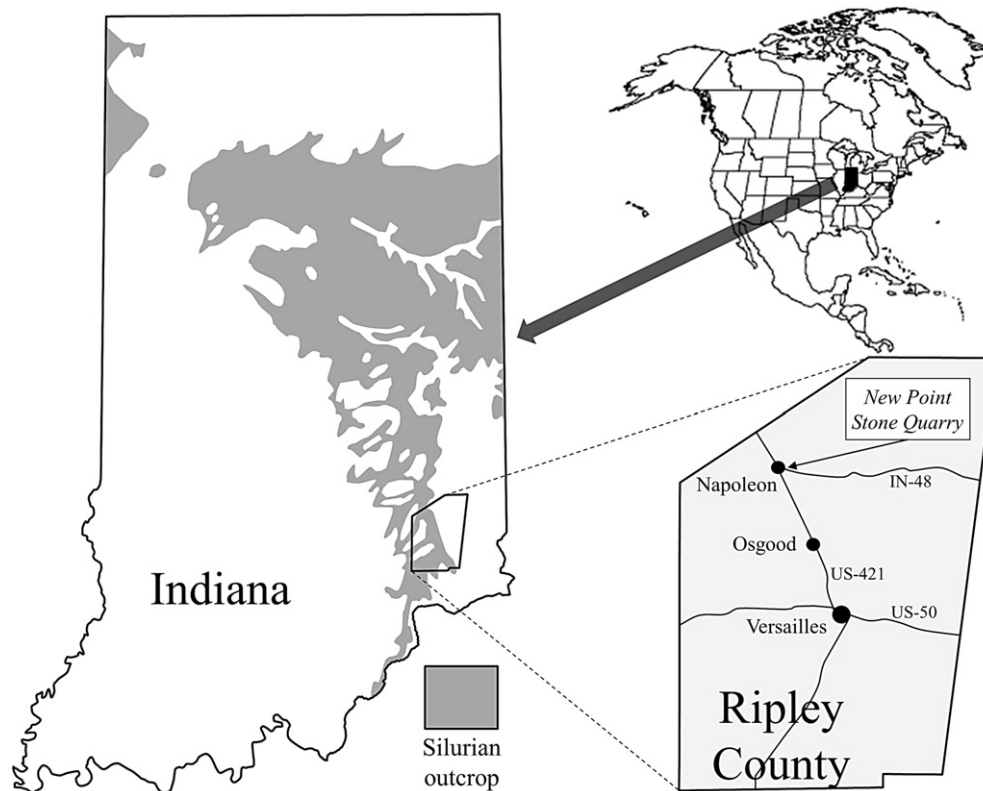 Indiana
Silurian
outcrop
New Point
Stone Quarry
Napoleon
IN-48
Osgood
US-421
US-50
Versailles
Ripley
County